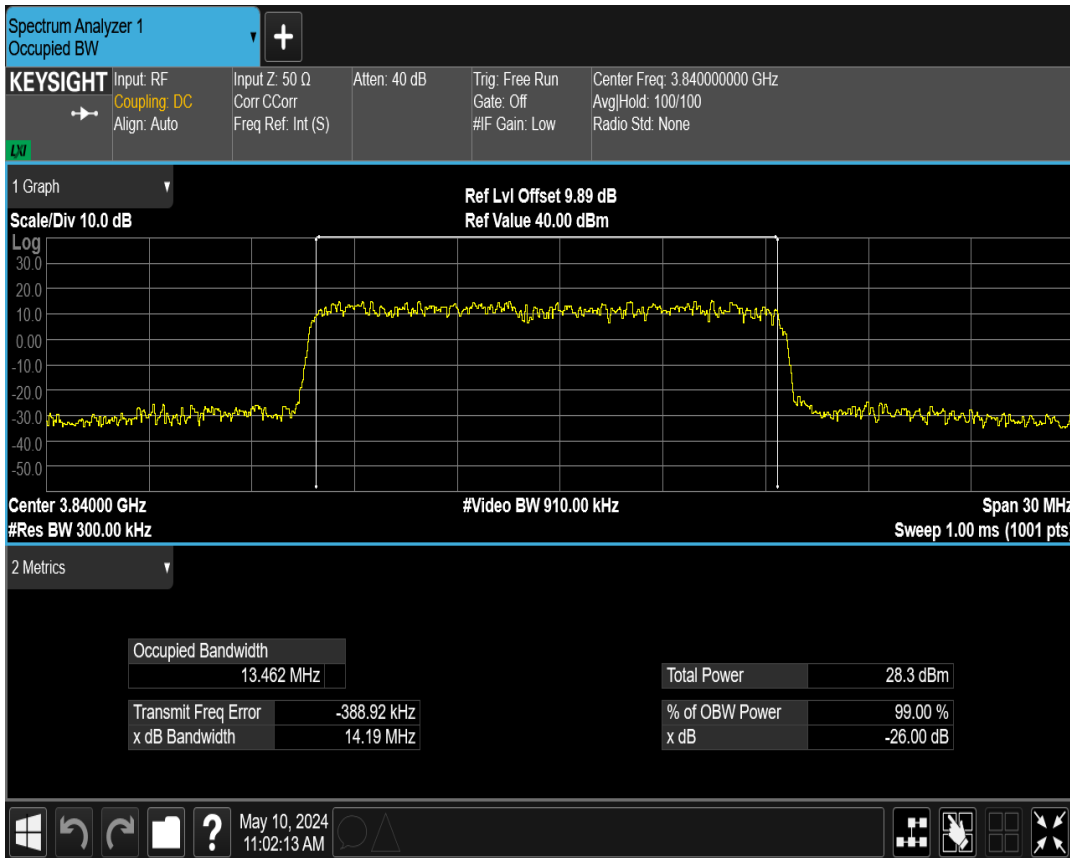 Spectrum Analyzer 1
Occupied BW
+
KEYSIGHT
LXI
Input: RF
Coupling: DC
Align: Auto
Input Z: 50 Ω
Corr CCorr
Freq Ref: Int (S)
Atten: 40 dB
Trig: Free Run
Gate: Off
#IF Gain: Low
Center Freq: 3.840000000 GHz
Avg|Hold: 100/100
Radio Std: None
1 Graph
Ref Lvl Offset 9.89 dB
Scale/Div 10.0 dB
Ref Value 40.00 dBm
Log
30.0
20.0
10.0
0.00
-10.0
-20.0
-30.0
-40.0
-50.0
Center 3.84000 GHz
#Video BW 910.00 kHz
Span 30 MHz
#Res BW 300.00 kHz
Sweep 1.00 ms (1001 pts)
2 Metrics
Occupied Bandwidth
13.462 MHz
Total Power 28.3 dBm
Transmit Freq Error -388.92 kHz
% of OBW Power 99.00 %
x dB Bandwidth 14.19 MHz
x dB -26.00 dB
?
May 10, 2024
11:02:13 AM